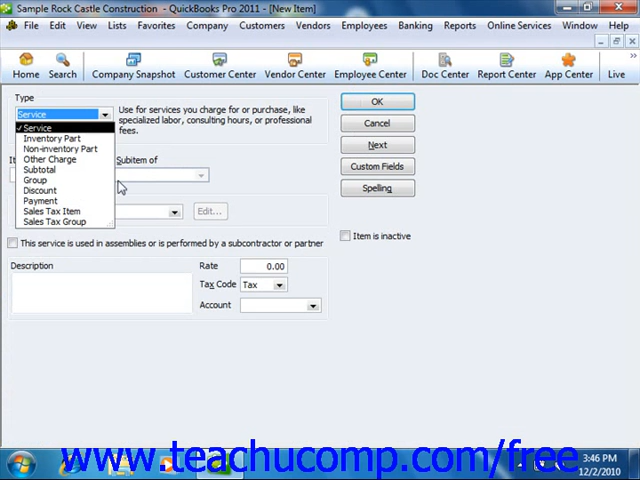 Sample Rock Castle Construction - QuickBooks Pro 2011 - [New Item]
File Edit View Lists Favorites Company Customers Vendors Employees Banking Reports Online Services Window Help
Home Search Company Snapshot Customer Center Vendor Center Employee Center Doc Center Report Center App Center Live
Type
Service
Use for services you charge for or purchase, like
specialized labor, consulting hours, or professional
fees.
✓ Service
Inventory Part
Non-inventory Part
Other Charge
Subtotal
Group
Discount
Payment
Sales Tax Item
Sales Tax Group
Subitem of
Edit...
OK
Cancel
Next
Custom Fields
Spelling
This service is used in assemblies or is performed by a subcontractor or partner
Item is inactive
Description
Rate 0.00
Tax Code Tax
Account
www.teachucomp.com/free
3:46 PM
12/2/2010